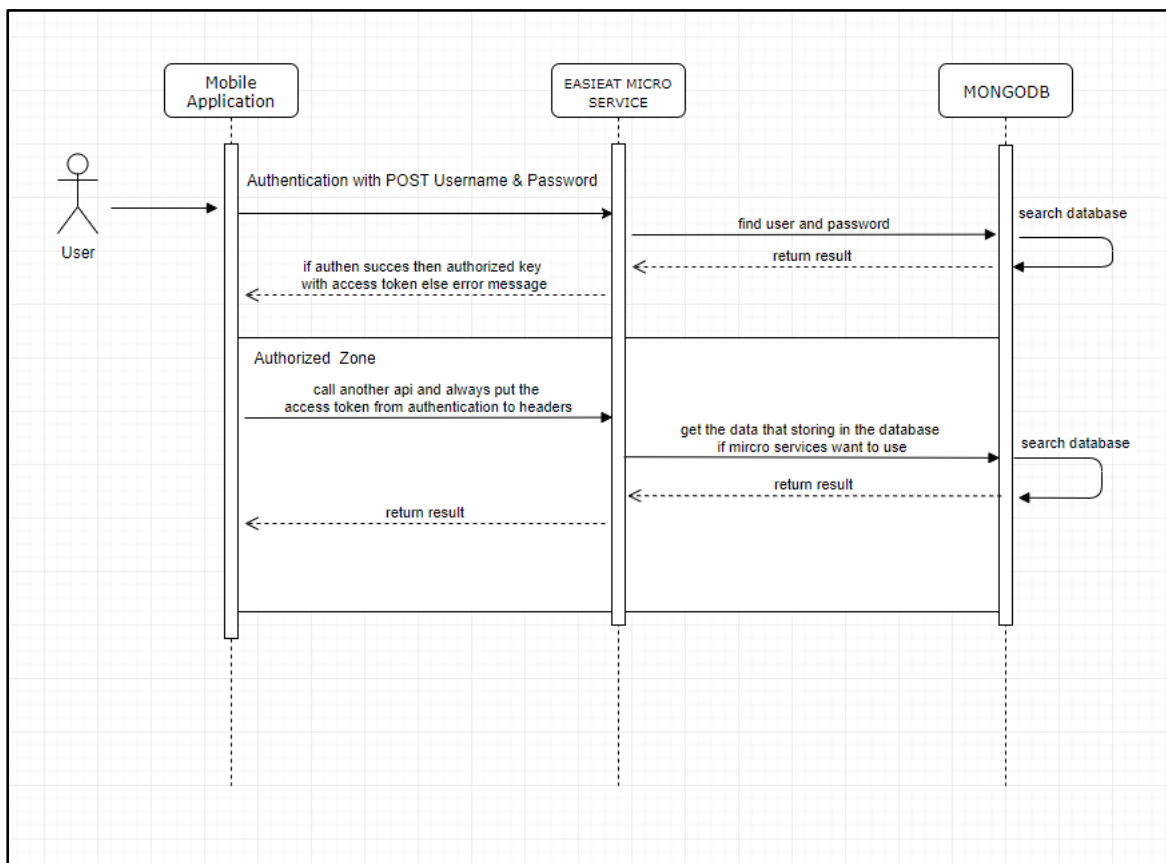 Mobile
Application
EASIEAT MICRO
SERVICE
MONGODB
User
Authentication with POST Username & Password
find user and password
search database
return result
if authen succes then authorized key
with access token else error message
Authorized Zone
call another api and always put the
access token from authentication to headers
get the data that storing in the database
if mircro services want to use
search database
return result
return result